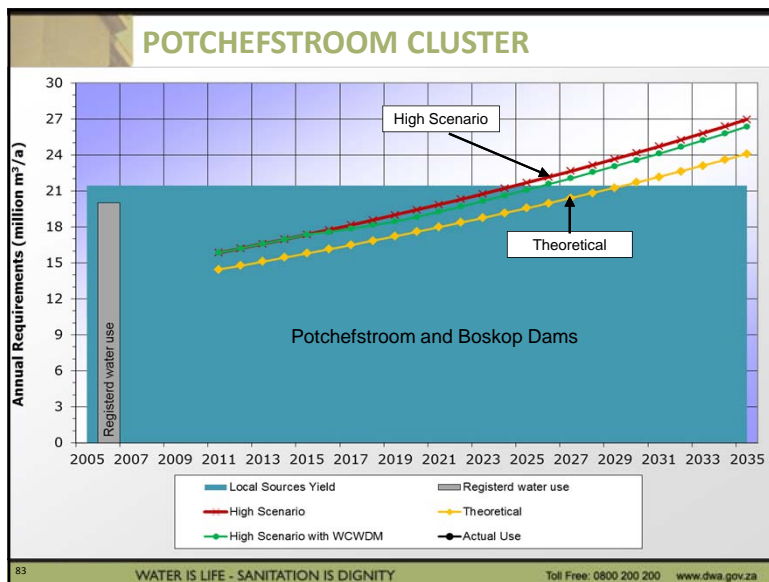 POTCHEFSTROOM CLUSTER
Annual Requirements (million m³/a)
30
27
24
21
18
15
12
9
6
3
0
High Scenario
Theoretical
Potchefstroom and Boskop Dams
Registerd water use
2005 2007 2009 2011 2013 2015 2017 2019 2021 2023 2025 2027 2029 2031 2033 2035
Local Sources Yield Registerd water use
High Scenario Theoretical
High Scenario with WCWDM Actual Use
83 WATER IS LIFE - SANITATION IS DIGNITY Toll Free: 0800 200 200 www.dwa.gov.za